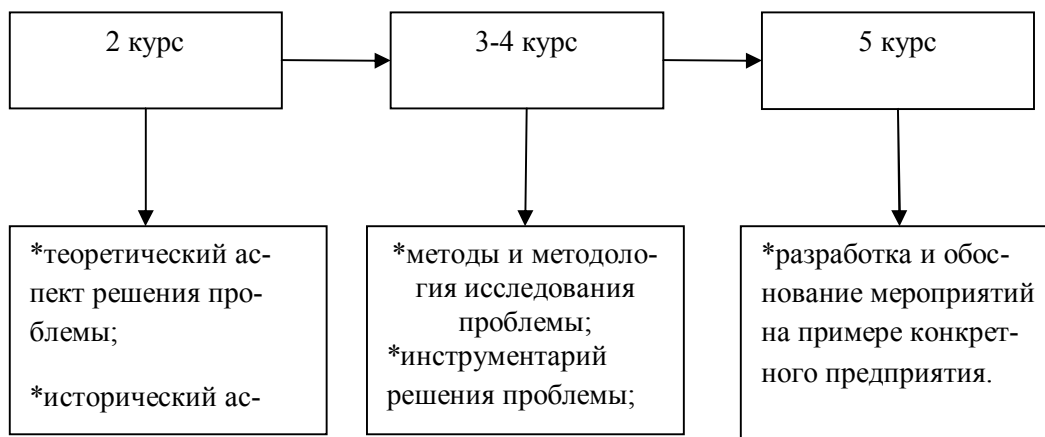 2 курс
3-4 курс
5 курс
*теоретический ас-
пект решения про-
блемы;
*исторический ас-
*методы и методоло-
гия исследования
проблемы;
*инструментарий
решения проблемы;
*разработка и обос-
нование мероприятий
на примере конкрет-
ного предприятия.